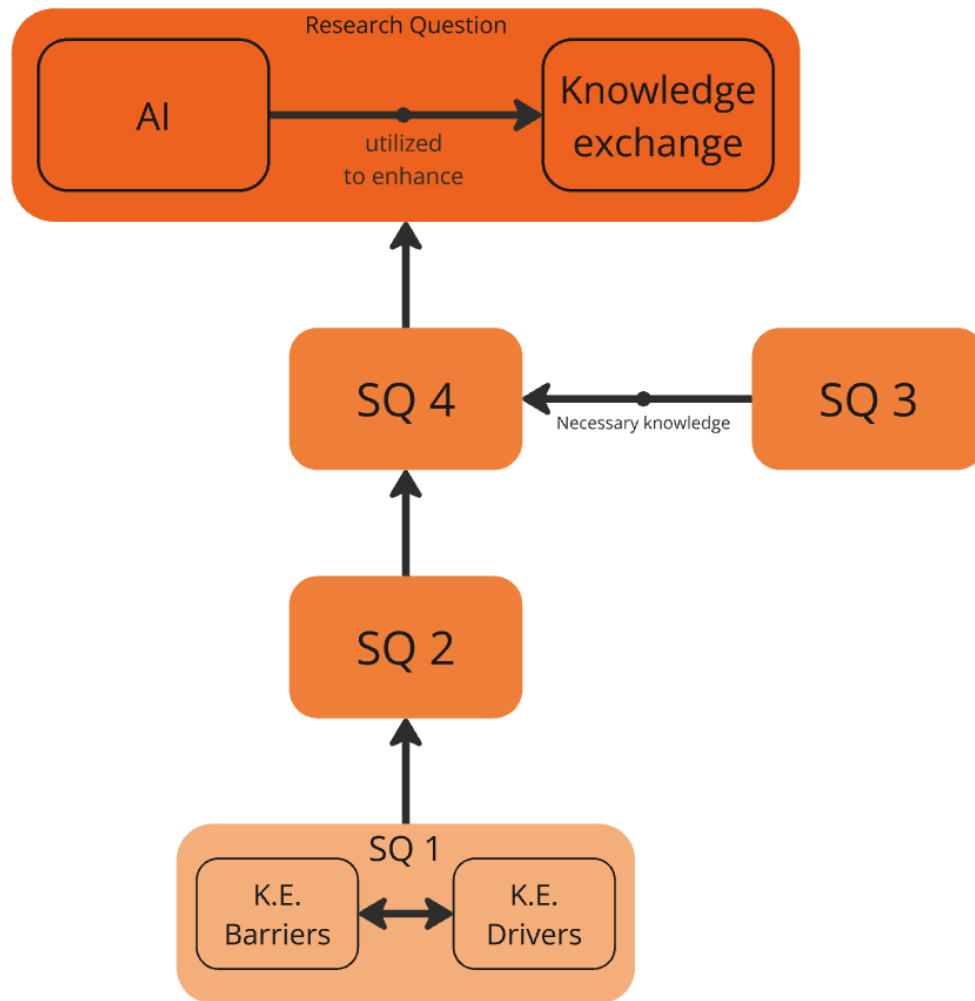 Research Question
AI
utilized
to enhance
Knowledge
exchange
SQ 4
Necessary knowledge
SQ 3
SQ 2
SQ 1
K.E.
Barriers
K.E.
Drivers